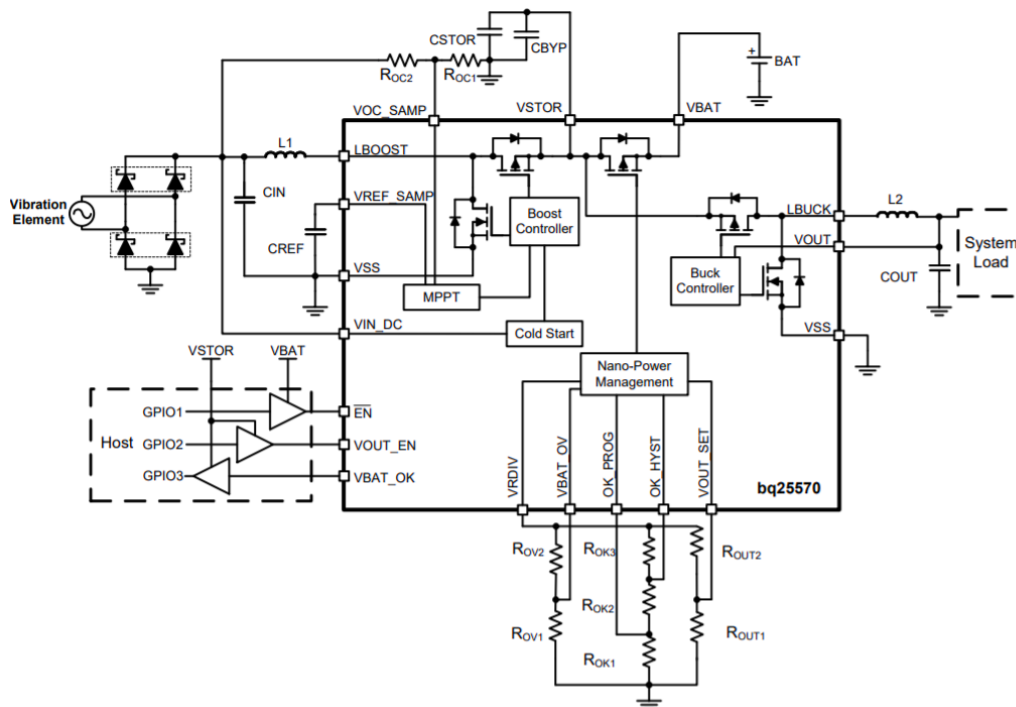 CSTOR
CBYP
BAT
+
ROC2
ROC1
VOC_SAMP
VSTOR
VBAT
L1
LBOOST
Vibration
Element
CIN
VREF_SAMP
CREF
Boost
Controller
LBUCK
L2
VOUT
System
Load
Buck
Controller
COUT
VSS
MPPT
VIN_DC
Cold Start
VSS
VSTOR
VBAT
Nano-Power
Management
Host
GPIO1
EN
GPIO2
VOUT_EN
GPIO3
VBAT_OK
VRDIV
VBAT_OV
OK_PROG
OK_HYST
VOUT_SET
bq25570
ROV2
ROK3
ROUT2
ROK2
ROV1
ROUT1
ROK1